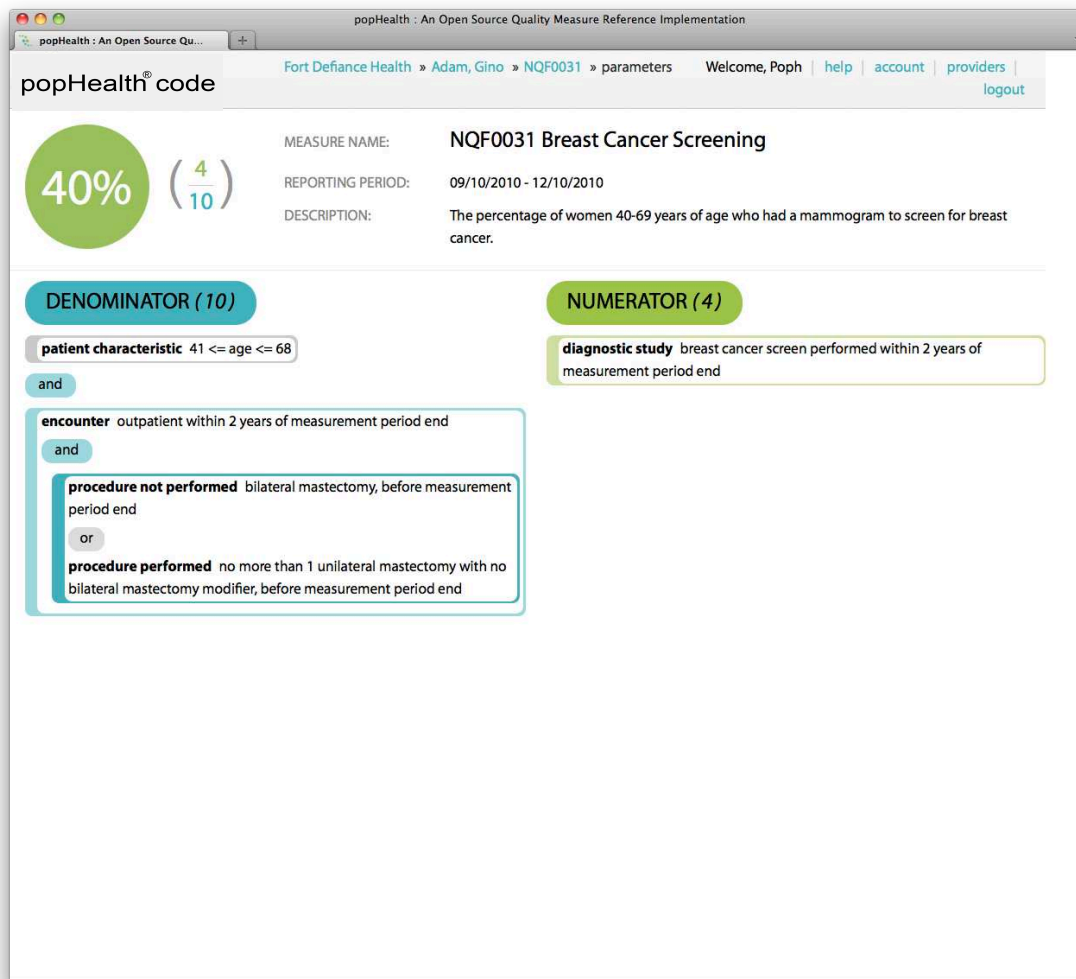 popHealth : An Open Source Quality Measure Reference Implementation
popHealth : An Open Source Qu...
+
popHealth® code
Fort Defiance Health » Adam, Gino » NQF0031 » parameters
Welcome, Poph | help | account | providers |
logout
40%
( 4
10 )
MEASURE NAME:
NQF0031 Breast Cancer Screening
REPORTING PERIOD:
09/10/2010 - 12/10/2010
DESCRIPTION:
The percentage of women 40-69 years of age who had a mammogram to screen for breast
cancer.
DENOMINATOR (10)
patient characteristic 41 <= age <= 68
and
encounter outpatient within 2 years of measurement period end
and
procedure not performed bilateral mastectomy, before measurement
period end
or
procedure performed no more than 1 unilateral mastectomy with no
bilateral mastectomy modifier, before measurement period end
NUMERATOR (4)
diagnostic study breast cancer screen performed within 2 years of
measurement period end